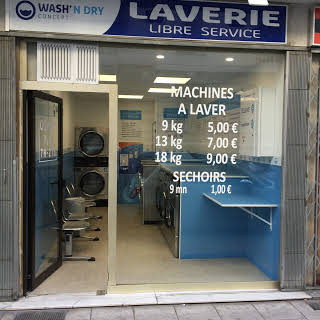 WASH'N DRY
CONCEPT
LAVERIE
LIBRE SERVICE
MACHINES
A LAVER
9 kg 5,00 €
13 kg 7,00 €
18 kg 9,00 €
SECHOIRS
9 mn 1,00 €